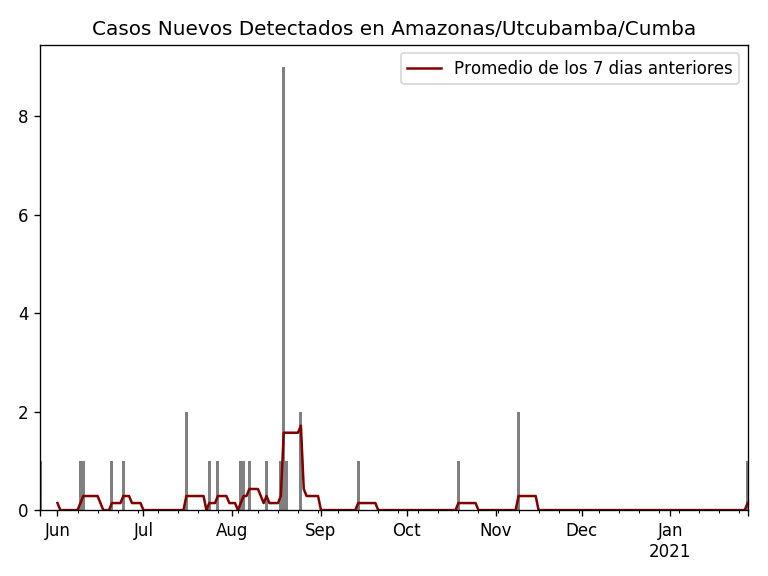 Casos Nuevos Detectados en Amazonas/Utcubamba/Cumba
Promedio de los 7 dias anteriores
8
6
4
2
0
Jun Jul Aug Sep Oct Nov Dec Jan
2021